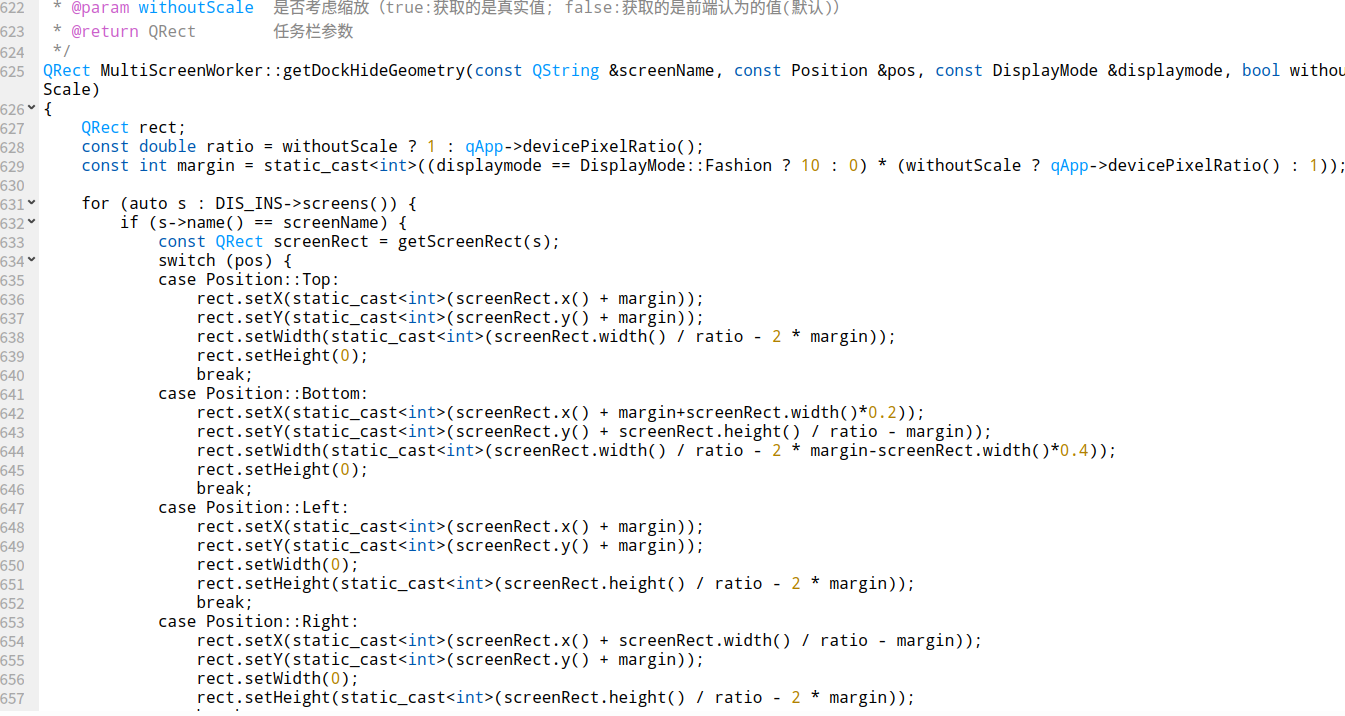 622 * @param withoutScale 是否考虑缩放（true:获取的是真实值; false:获取的是前端认为的值(默认)）
623 * @return QRect 任务栏参数
624 */
625 QRect MultiScreenWorker::getDockHideGeometry(const QString &screenName, const Position &pos, const DisplayMode &displaymode, bool withou
Scale)
626 {
627 QRect rect;
628 const double ratio = withoutScale ? 1 : qApp->devicePixelRatio();
629 const int margin = static_cast<int>((displaymode == DisplayMode::Fashion ? 10 : 0) * (withoutScale ? qApp->devicePixelRatio() : 1));
630
631 for (auto s : DIS_INS->screens()) {
632 if (s->name() == screenName) {
633 const QRect screenRect = getScreenRect(s);
634 switch (pos) {
635 case Position::Top:
636 rect.setX(static_cast<int>(screenRect.x() + margin));
637 rect.setY(static_cast<int>(screenRect.y() + margin));
638 rect.setWidth(static_cast<int>(screenRect.width() / ratio - 2 * margin));
639 rect.setHeight(0);
640 break;
641 case Position::Bottom:
642 rect.setX(static_cast<int>(screenRect.x() + margin+screenRect.width()*0.2));
643 rect.setY(static_cast<int>(screenRect.y() + screenRect.height() / ratio - margin));
644 rect.setWidth(static_cast<int>(screenRect.width() / ratio - 2 * margin-screenRect.width()*0.4));
645 rect.setHeight(0);
646 break;
647 case Position::Left:
648 rect.setX(static_cast<int>(screenRect.x() + margin));
649 rect.setY(static_cast<int>(screenRect.y() + margin));
650 rect.setWidth(0);
651 rect.setHeight(static_cast<int>(screenRect.height() / ratio - 2 * margin));
652 break;
653 case Position::Right:
654 rect.setX(static_cast<int>(screenRect.x() + screenRect.width() / ratio - margin));
655 rect.setY(static_cast<int>(screenRect.y() + margin));
656 rect.setWidth(0);
657 rect.setHeight(static_cast<int>(screenRect.height() / ratio - 2 * margin));